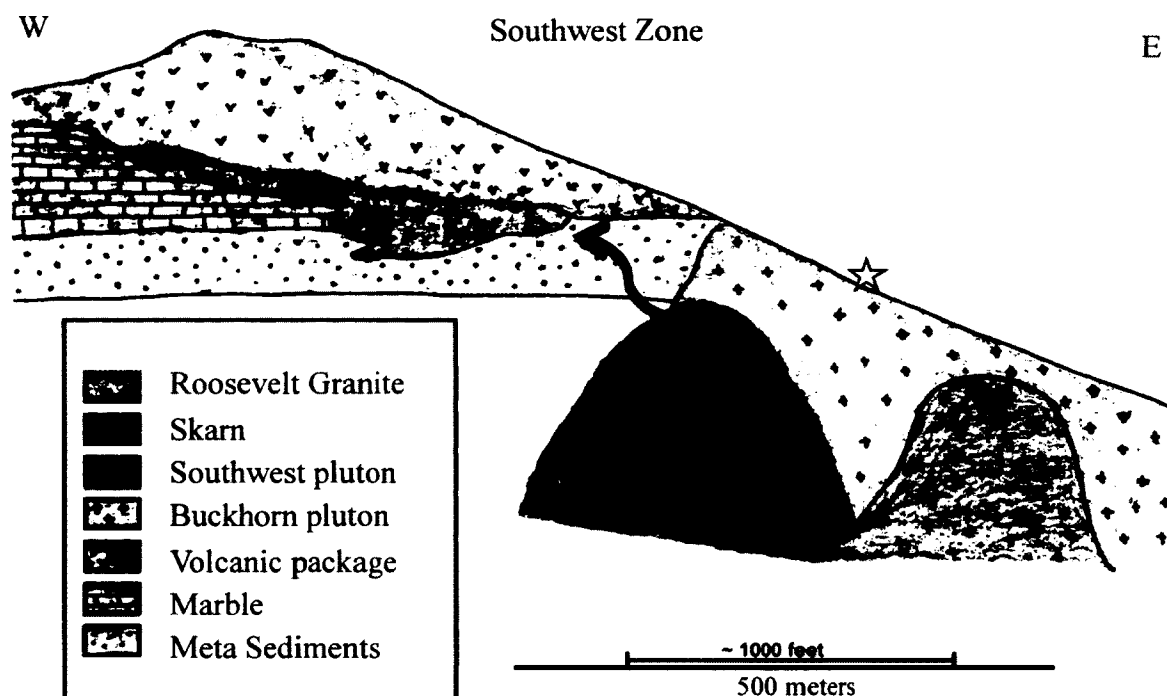 W
Southwest Zone
E
Roosevelt Granite
Skarn
Southwest pluton
Buckhorn pluton
Volcanic package
Marble
Meta Sediments
~ 1000 feet
500 meters